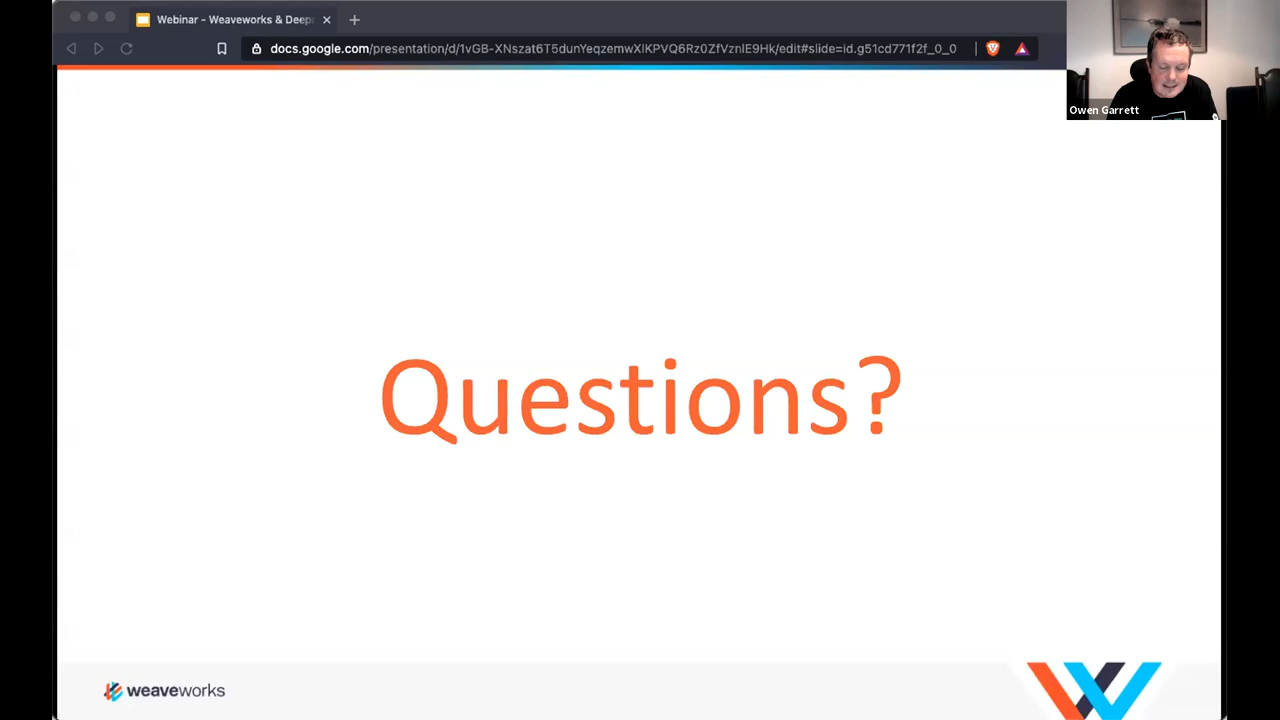 Webinar - Weaveworks & Deep
docs.google.com/presentation/d/1vGB-XNszat6T5dunYeqzemwXlKPVQ6Rz0ZfVznlE9Hk/edit#slide=id.g51cd771f2f_0_0
Owen Garrett
Questions?
weaveworks